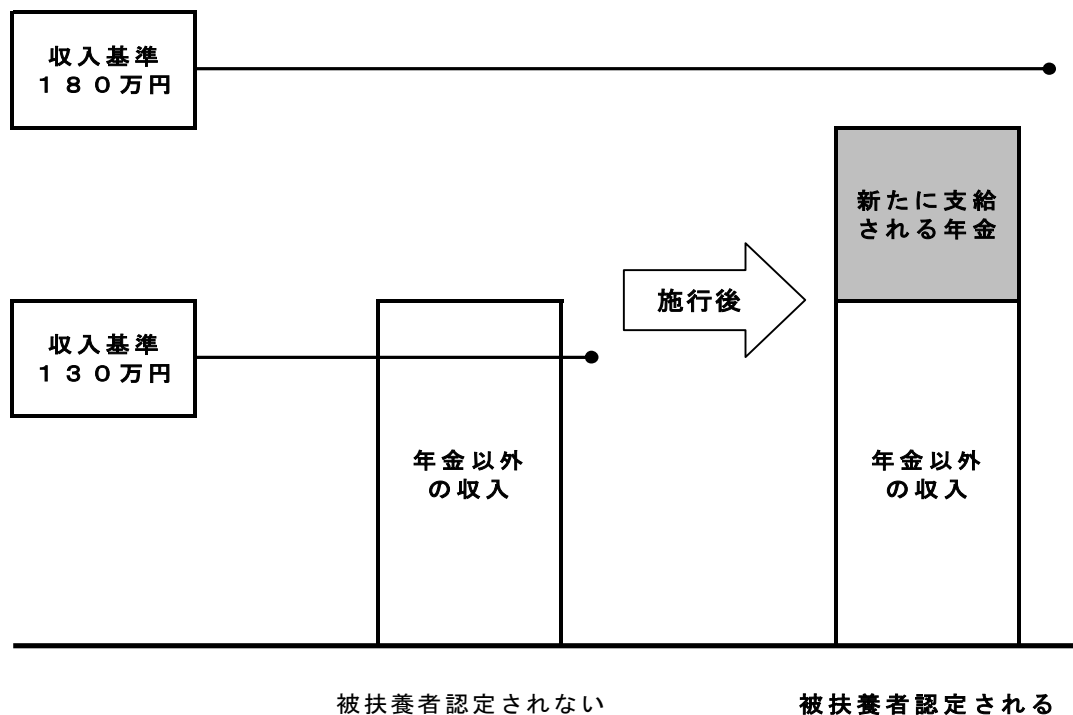 収入基準
１８０万円
新たに支給
される年金
施行後
収入基準
１３０万円
年金以外
の収入
年金以外
の収入
被扶養者認定されない
被扶養者認定される